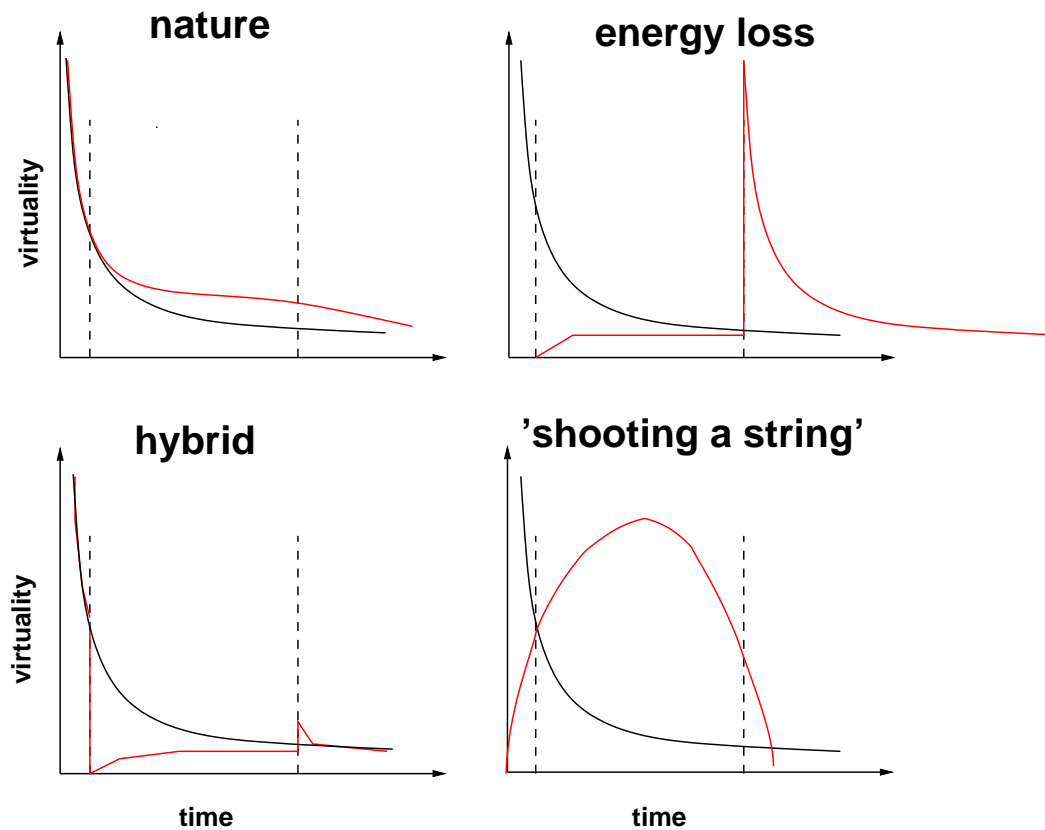 nature
energy loss
virtuality
hybrid
’shooting a string’
virtuality
time
time